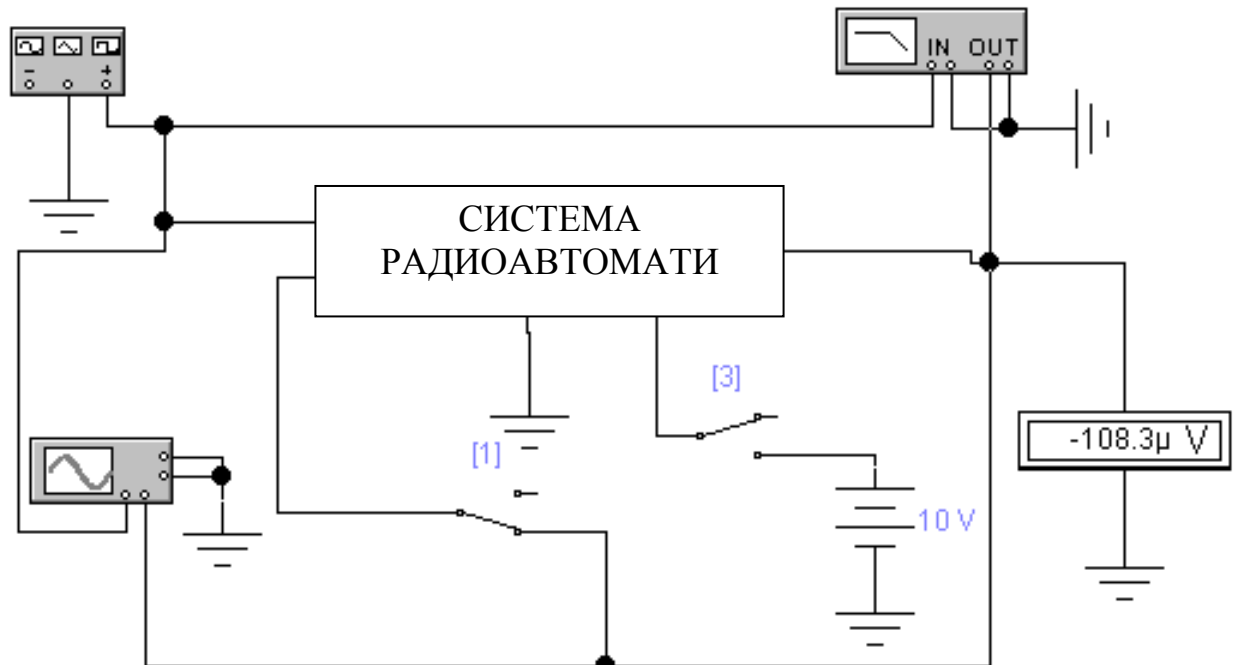 IN OUT
- +
СИСТЕМА
РАДИОАВТОМАТИ
[3]
[1]
-108.3µ V
10 V